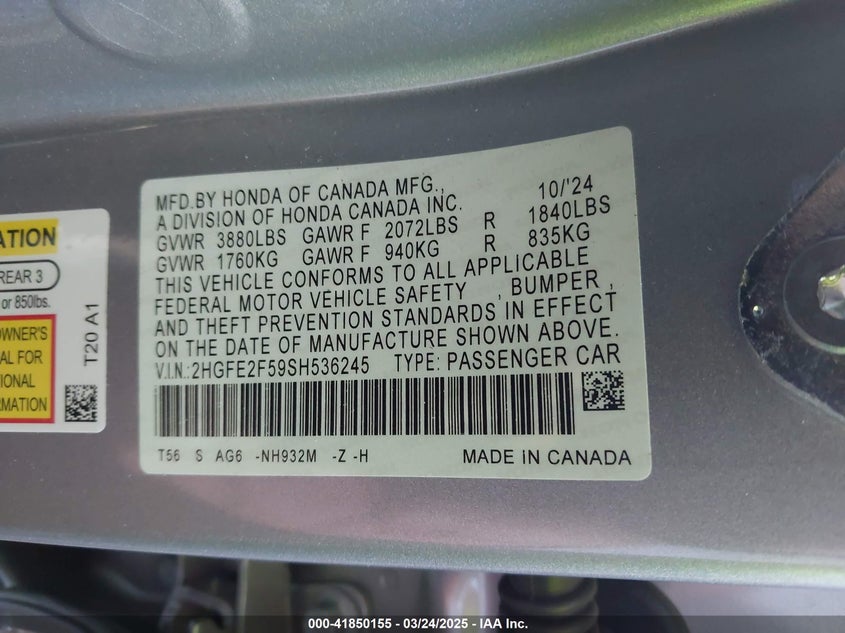 ATION
REAR 3
or 850lbs.
OWNER'S
AL FOR
IONAL
RMATION
T20 A1
MFD.BY HONDA OF CANADA MFG., 10/'24
A DIVISION OF HONDA CANADA INC.
GVWR 3880LBS GAWR F 2072LBS R 1840LBS
GVWR 1760KG GAWR F 940KG R 835KG
THIS VEHICLE CONFORMS TO ALL APPLICABLE
FEDERAL MOTOR VEHICLE SAFETY , BUMPER ,
AND THEFT PREVENTION STANDARDS IN EFFECT
ON THE DATE OF MANUFACTURE SHOWN ABOVE.
V.I.N.:2HGFE2F59SH536245 TYPE: PASSENGER CAR
T56 S AG6 -NH932M -Z -H MADE IN CANADA
000-41850155 - 03/24/2025 - IAA Inc.